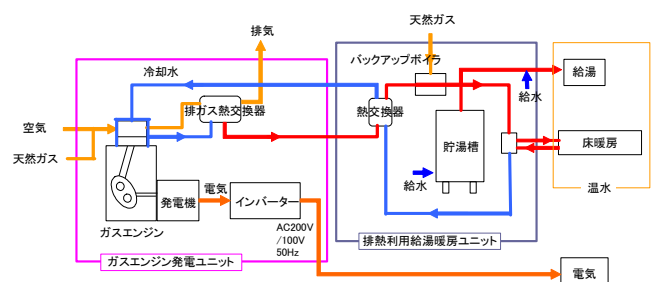 天然ガス
排気
バックアップボイラ
冷却水
給湯
給水
排ガス熱交換器
熱交換器
空気
貯湯槽
床暖房
天然ガス
給水
温水
電気
発電機
インバーター
ガスエンジン
AC200V
/100V
50Hz
排熱利用給湯暖房ユニット
ガスエンジン発電ユニット
電気